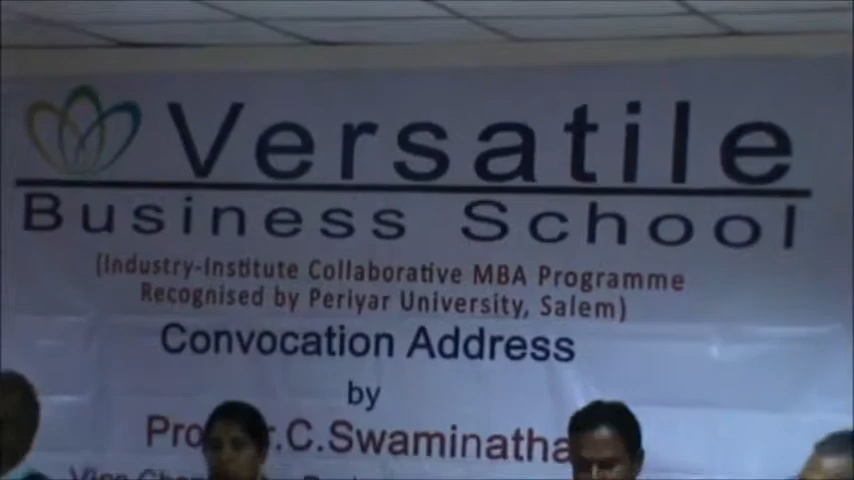 Versatile
Business School
(Industry-Institute Collaborative MBA Programme
Recognised by Periyar University, Salem)
Convocation Address
by
C.Swaminatha